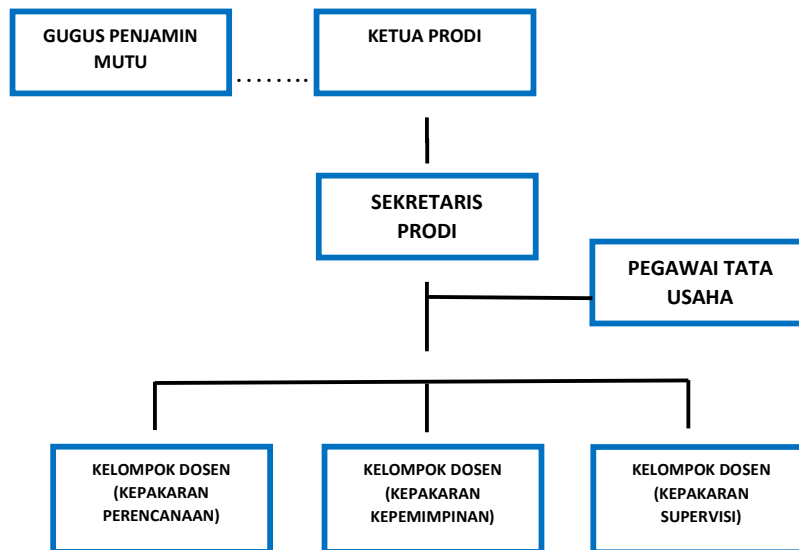 GUGUS PENJAMIN
MUTU
KETUA PRODI
........
SEKRETARIS
PRODI
PEGAWAI TATA
USAHA
KELOMPOK DOSEN
(KEPAKARAN
PERENCANAAN)
KELOMPOK DOSEN
(KEPAKARAN
KEPEMIMPINAN)
KELOMPOK DOSEN
(KEPAKARAN
SUPERVISI)